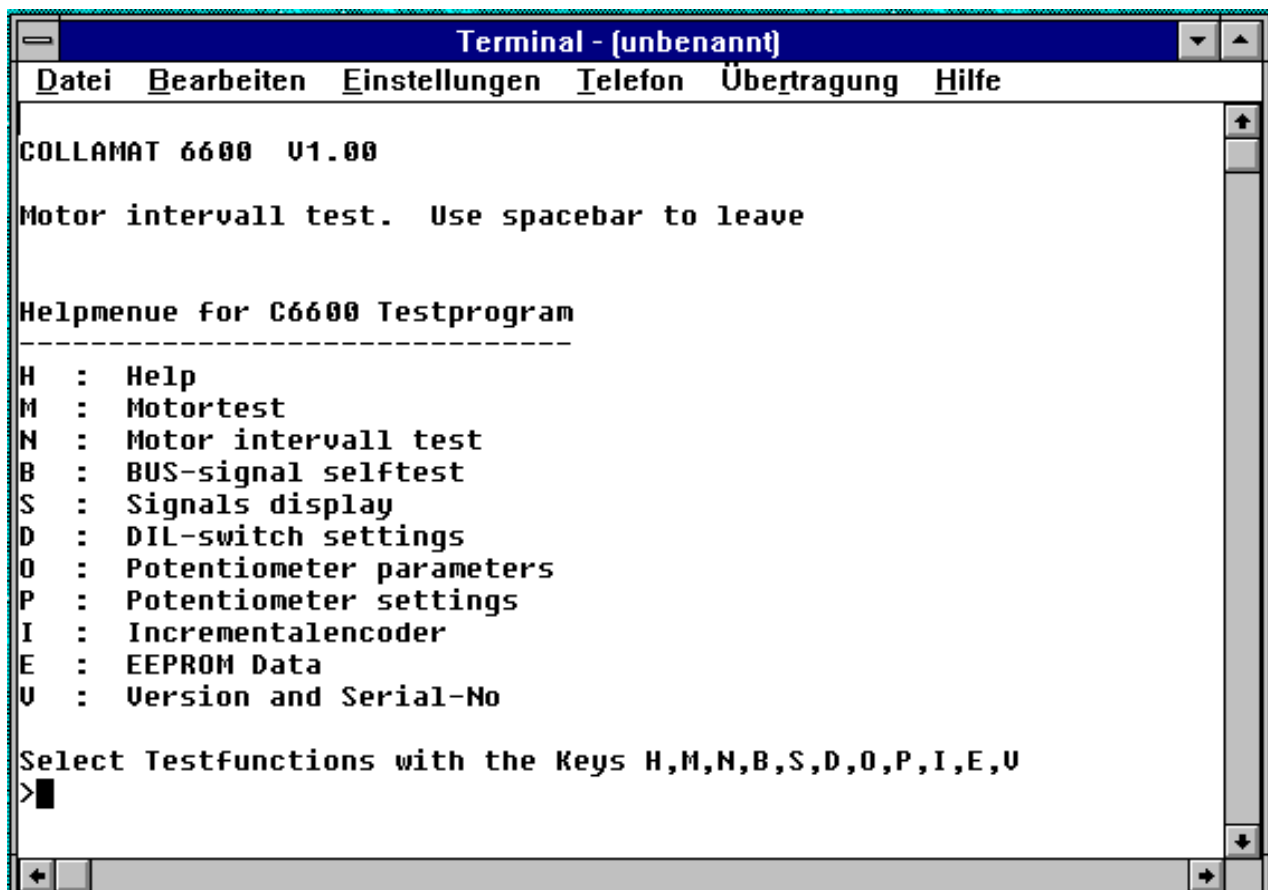 Terminal - (unbenannt)
Datei Bearbeiten Einstellungen Telefon Übertragung Hilfe
COLLAMAT 6600 V1.00
Motor intervall test. Use spacebar to leave
Helpmenue for C6600 Testprogram
-------------------------------
H : Help
M : Motortest
N : Motor intervall test
B : BUS-signal selftest
S : Signals display
D : DIL-switch settings
O : Potentiometer parameters
P : Potentiometer settings
I : Incrementalencoder
E : EEPROM Data
V : Version and Serial-No
Select Testfunctions with the Keys H,M,N,B,S,D,O,P,I,E,V
>